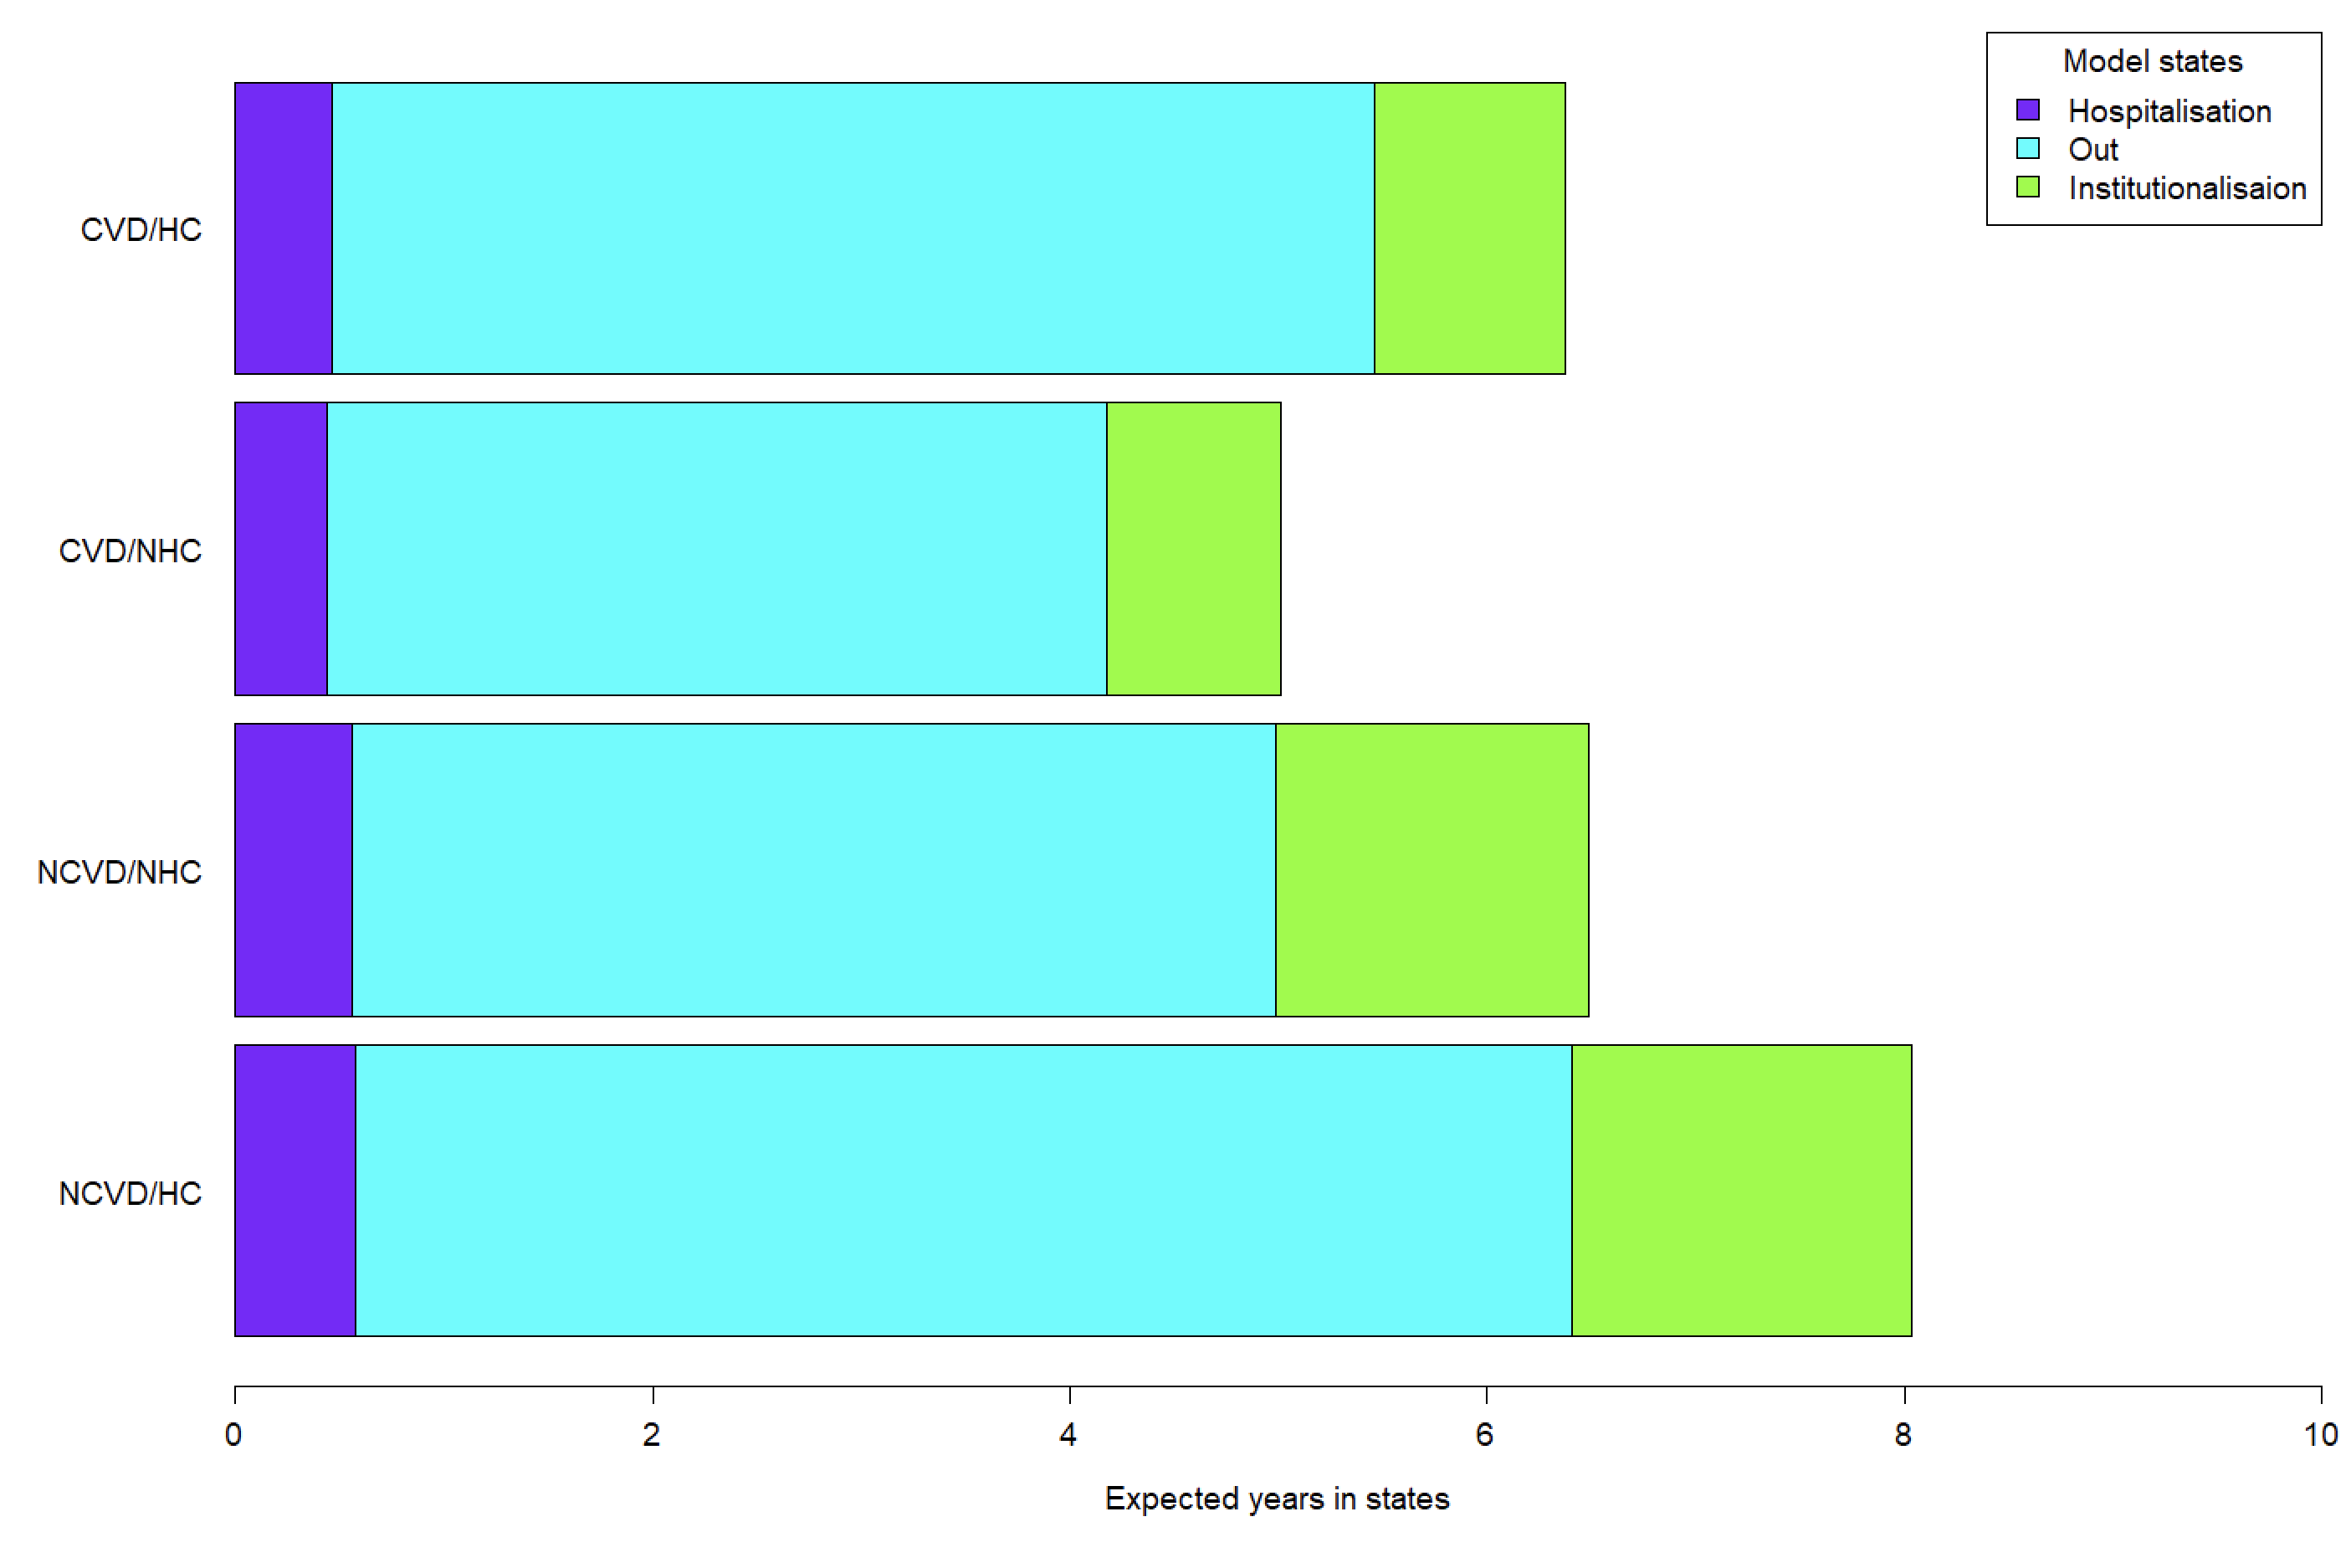 Model states
Hospitalisation
Out
Institutionalisaion
CVD/HC
CVD/NHC
NCVD/NHC
NCVD/HC
0 2 4 6 8 10
Expected years in states